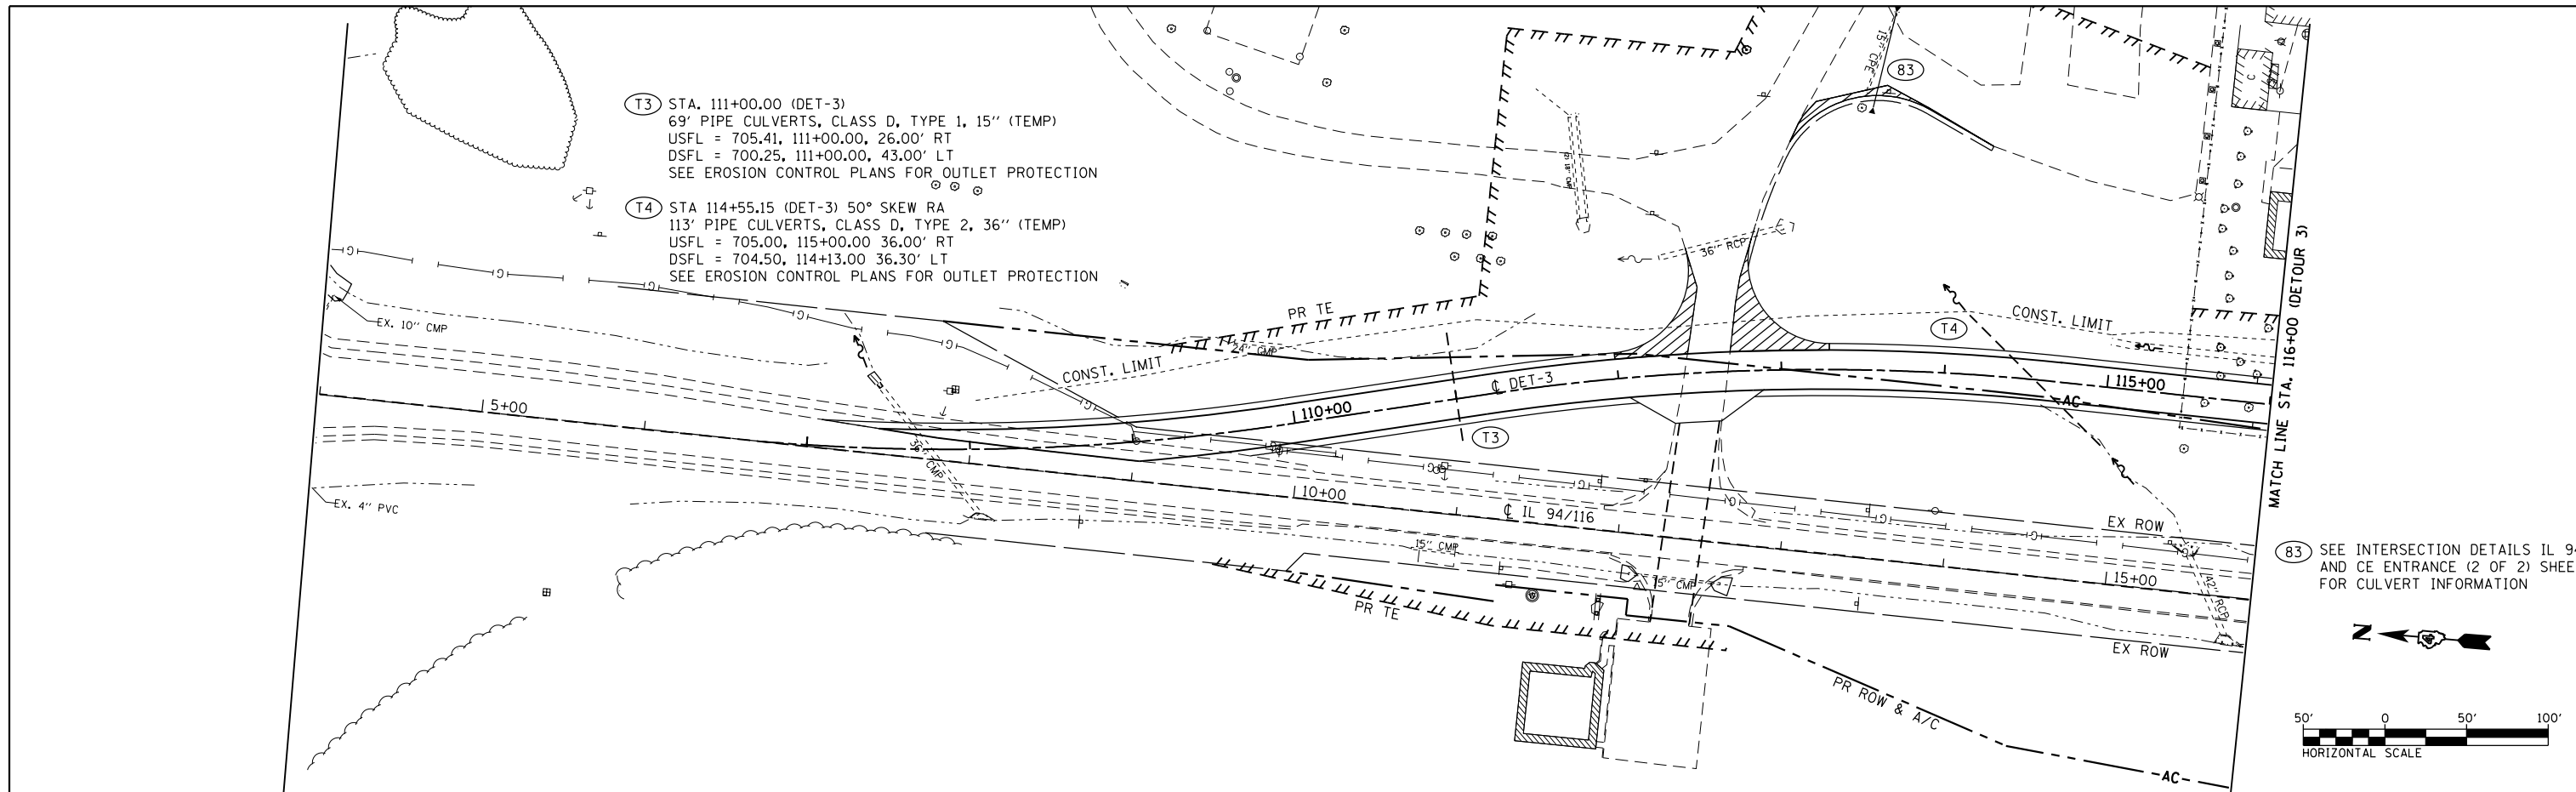 T3 STA. 111+00.00 (DET-3)
69' PIPE CULVERTS, CLASS D, TYPE 1, 15'' (TEMP)
USFL = 705.41, 111+00.00, 26.00' RT
DSFL = 700.25, 111+00.00, 43.00' LT
SEE EROSION CONTROL PLANS FOR OUTLET PROTECTION
T4 STA 114+55.15 (DET-3) 50° SKEW RA
113' PIPE CULVERTS, CLASS D, TYPE 2, 36'' (TEMP)
USFL = 705.00, 115+00.00 36.00' RT
DSFL = 704.50, 114+13.00 36.30' LT
SEE EROSION CONTROL PLANS FOR OUTLET PROTECTION
15'' CPE
83
C
36'' RCP
PR TE
24'' CMP
CONST. LIMIT
T4
CONST. LIMIT
EX. 10'' CMP
℄ DET-3
115+00
AC
110+00
5+00
T3
36'' CMP
MATCH LINE STA. 116+00 (DETOUR 3)
10+00
℄ IL 94/116
EX. 4'' PVC
EX ROW
15'' CMP
15'' CMP
15+00
42'' RCP
83 SEE INTERSECTION DETAILS IL 9
AND CE ENTRANCE (2 OF 2) SHEE
FOR CULVERT INFORMATION
PR TE
EX ROW
N
PR ROW & A/C
AC
50' 0 50' 100'
HORIZONTAL SCALE